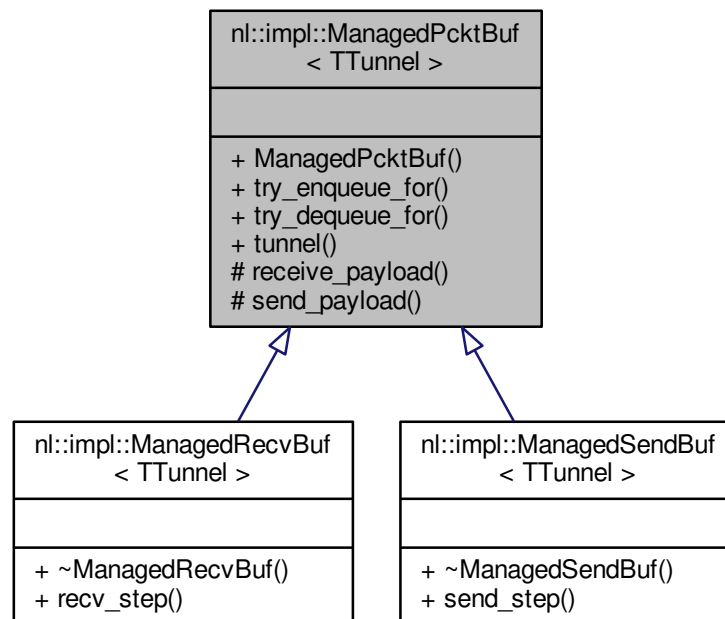 nl::impl::ManagedPcktBuf
< TTunnel >
+ ManagedPcktBuf()
+ try_enqueue_for()
+ try_dequeue_for()
+ tunnel()
# receive_payload()
# send_payload()
nl::impl::ManagedRecvBuf
< TTunnel >
+ ~ManagedRecvBuf()
+ recv_step()
nl::impl::ManagedSendBuf
< TTunnel >
+ ~ManagedSendBuf()
+ send_step()